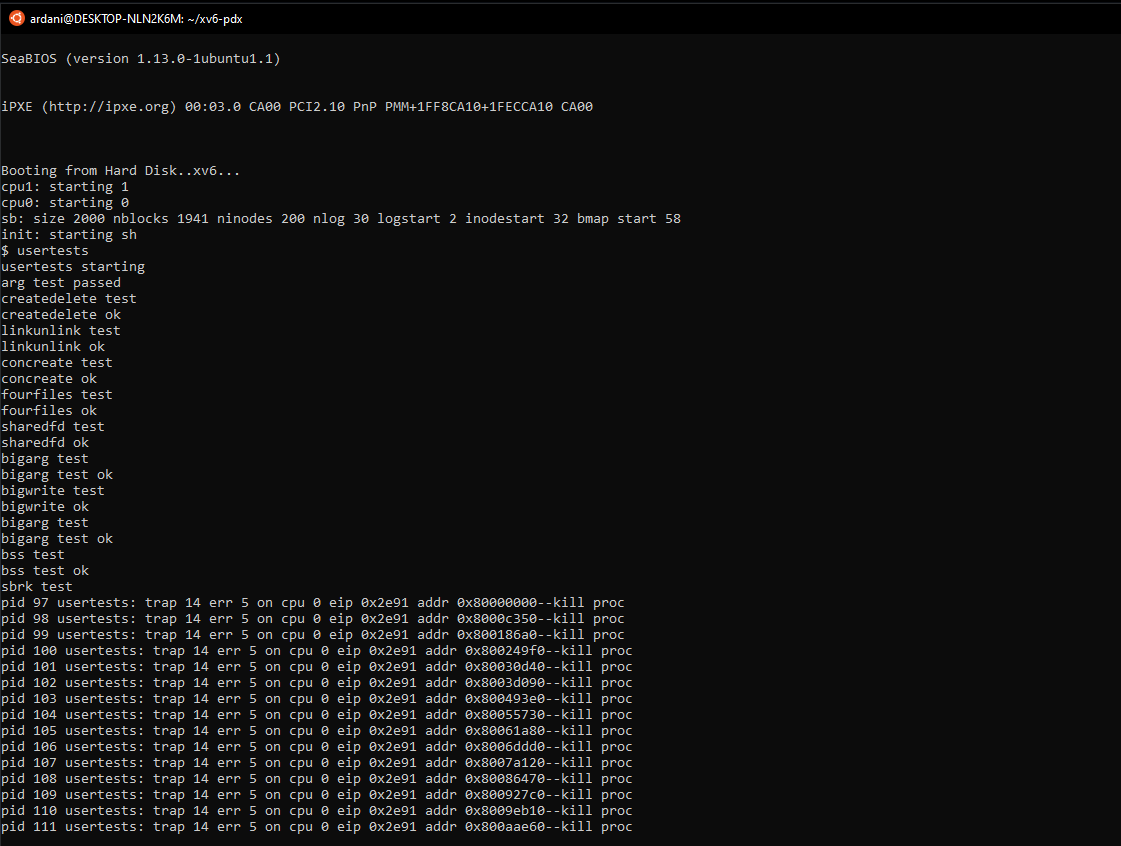 ardani@DESKTOP-NLN2K6M: ~/xv6-pdx
SeaBIOS (version 1.13.0-1ubuntu1.1)
iPXE (http://ipxe.org) 00:03.0 CA00 PCI2.10 PnP PMM+1FF8CA10+1FECCA10 CA00
Booting from Hard Disk..xv6...
cpu1: starting 1
cpu0: starting 0
sb: size 2000 nblocks 1941 ninodes 200 nlog 30 logstart 2 inodestart 32 bmap start 58
init: starting sh
$ usertests
usertests starting
arg test passed
createdelete test
createdelete ok
linkunlink test
linkunlink ok
concreate test
concreate ok
fourfiles test
fourfiles ok
sharedfd test
sharedfd ok
bigarg test
bigarg test ok
bigwrite test
bigwrite ok
bigarg test
bigarg test ok
bss test
bss test ok
sbrk test
pid 97 usertests: trap 14 err 5 on cpu 0 eip 0x2e91 addr 0x80000000--kill proc
pid 98 usertests: trap 14 err 5 on cpu 0 eip 0x2e91 addr 0x8000c350--kill proc
pid 99 usertests: trap 14 err 5 on cpu 0 eip 0x2e91 addr 0x800186a0--kill proc
pid 100 usertests: trap 14 err 5 on cpu 0 eip 0x2e91 addr 0x800249f0--kill proc
pid 101 usertests: trap 14 err 5 on cpu 0 eip 0x2e91 addr 0x80030d40--kill proc
pid 102 usertests: trap 14 err 5 on cpu 0 eip 0x2e91 addr 0x8003d090--kill proc
pid 103 usertests: trap 14 err 5 on cpu 0 eip 0x2e91 addr 0x800493e0--kill proc
pid 104 usertests: trap 14 err 5 on cpu 0 eip 0x2e91 addr 0x80055730--kill proc
pid 105 usertests: trap 14 err 5 on cpu 0 eip 0x2e91 addr 0x80061a80--kill proc
pid 106 usertests: trap 14 err 5 on cpu 0 eip 0x2e91 addr 0x8006ddd0--kill proc
pid 107 usertests: trap 14 err 5 on cpu 0 eip 0x2e91 addr 0x8007a120--kill proc
pid 108 usertests: trap 14 err 5 on cpu 0 eip 0x2e91 addr 0x80086470--kill proc
pid 109 usertests: trap 14 err 5 on cpu 0 eip 0x2e91 addr 0x800927c0--kill proc
pid 110 usertests: trap 14 err 5 on cpu 0 eip 0x2e91 addr 0x8009eb10--kill proc
pid 111 usertests: trap 14 err 5 on cpu 0 eip 0x2e91 addr 0x800aae60--kill proc